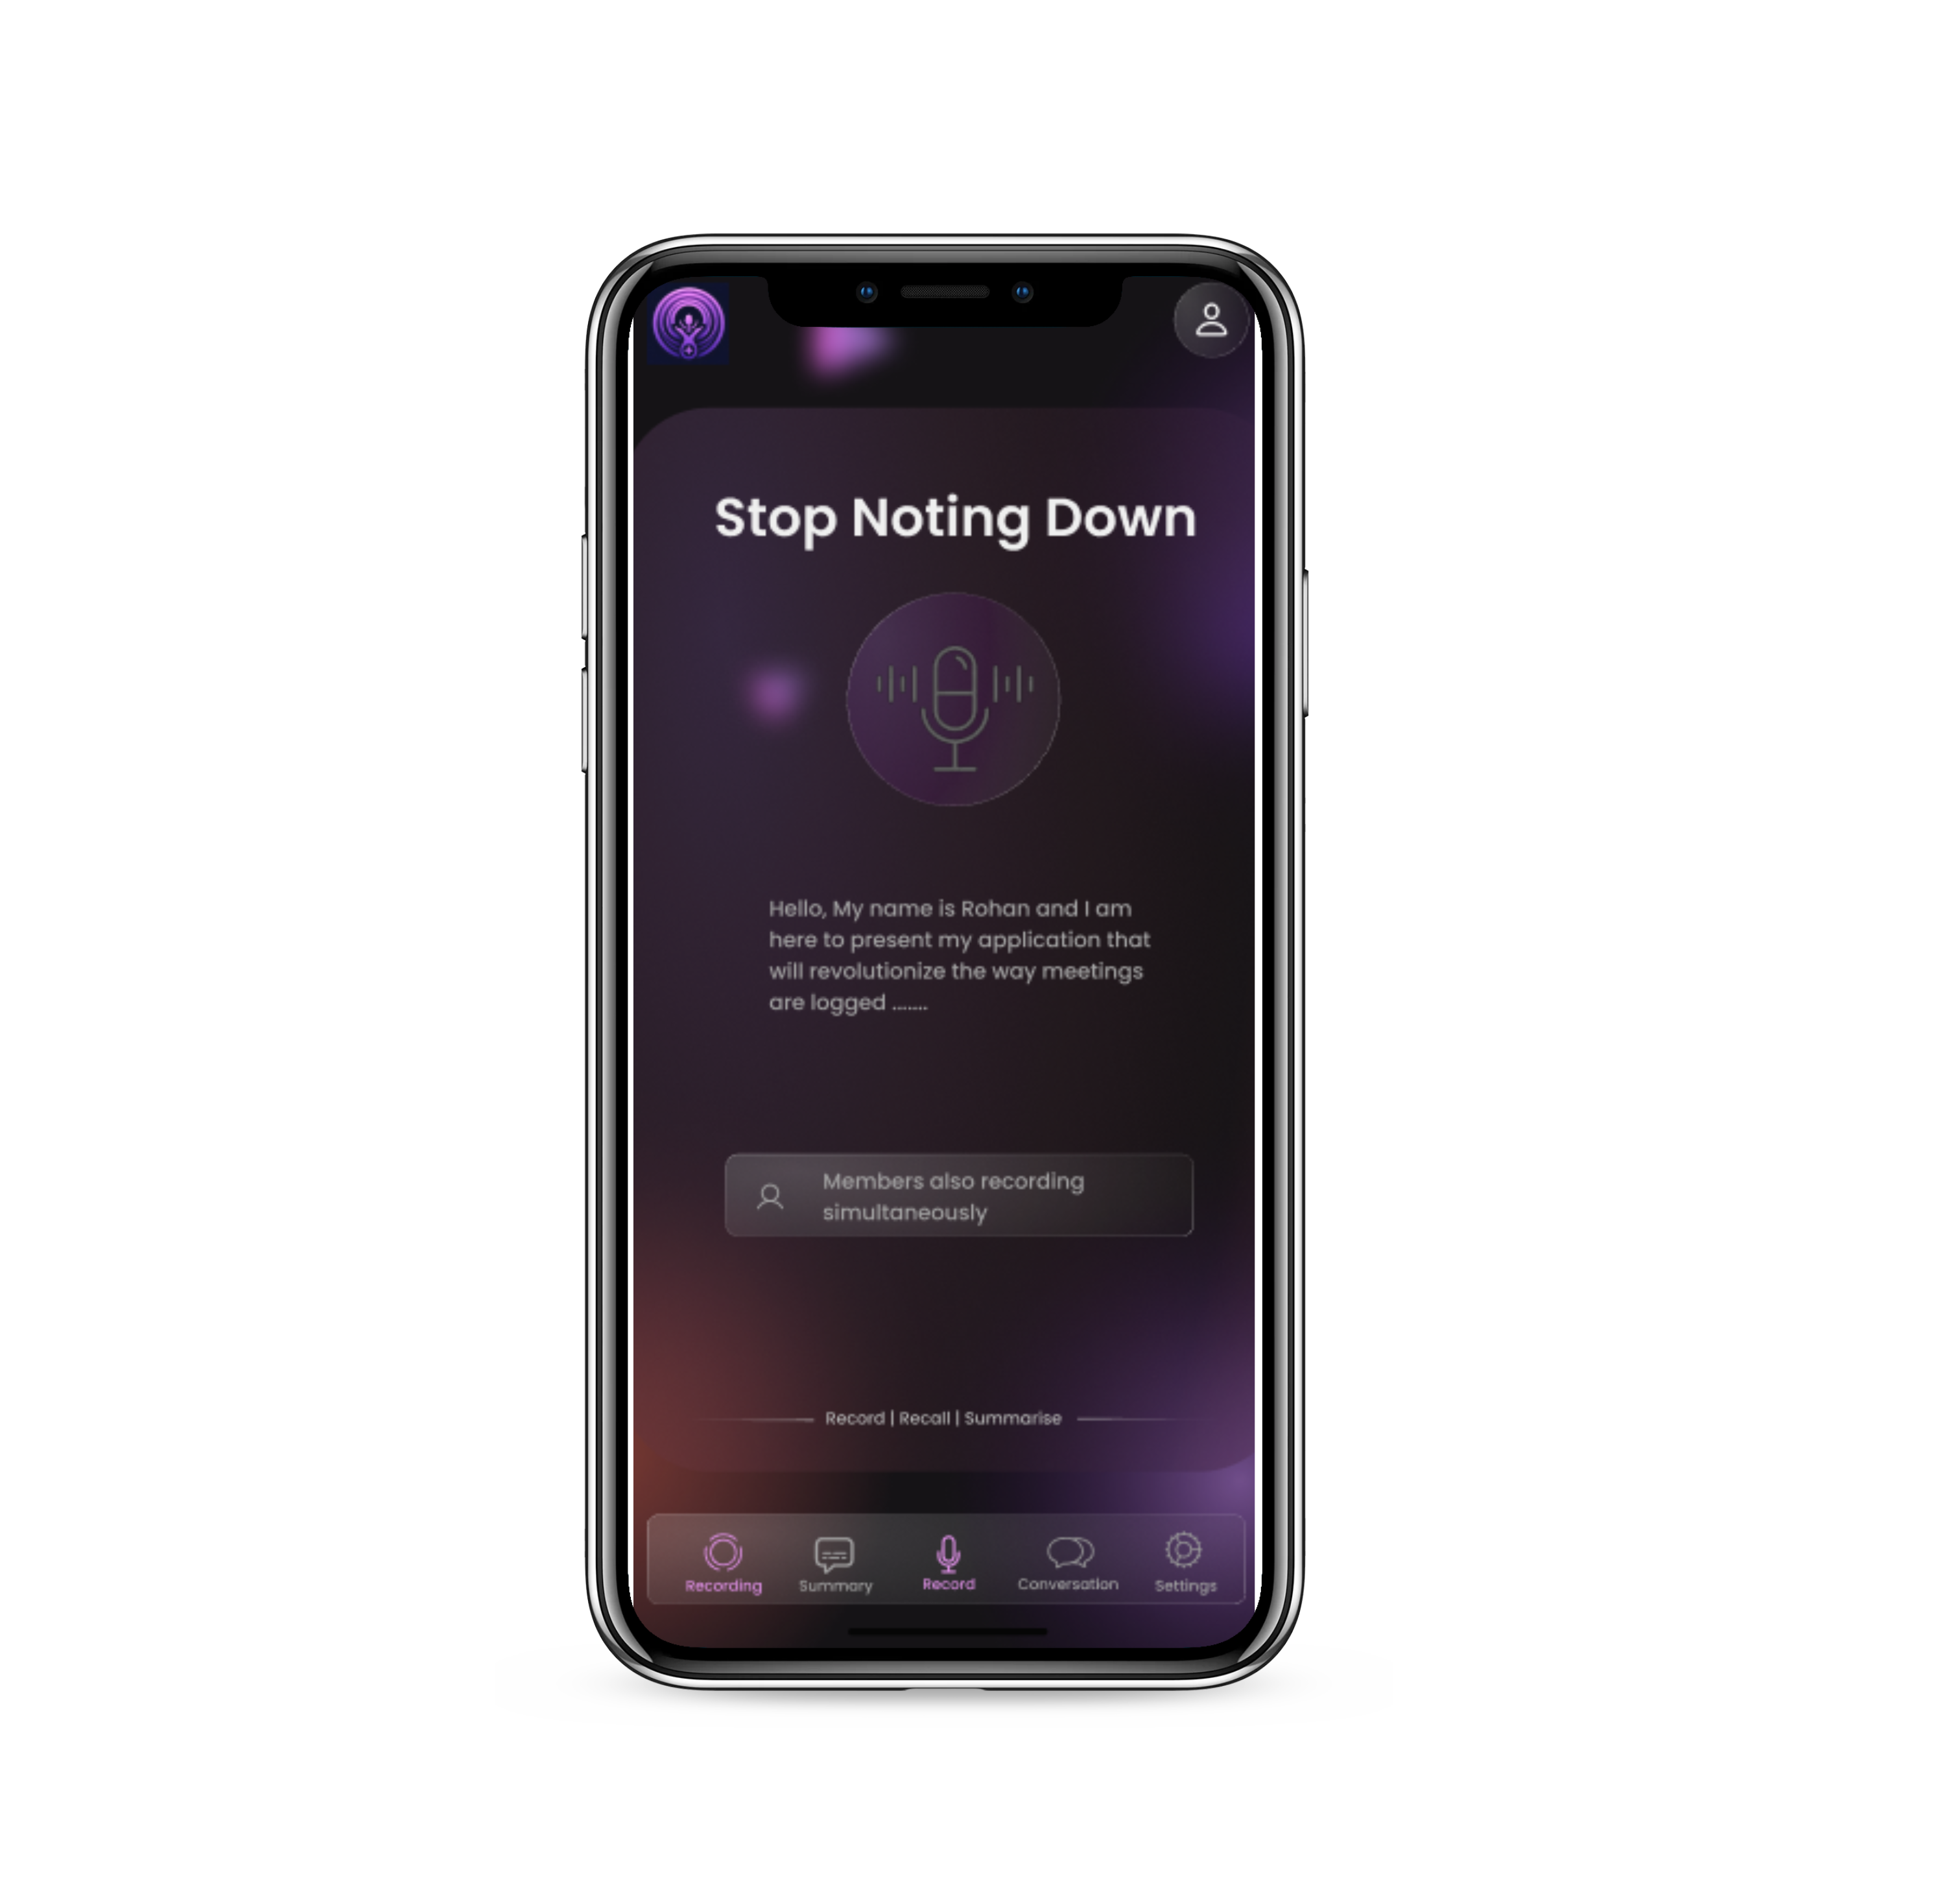 Stop Noting Down
Hello, My name is Rohan and I am
here to present my application that
will revolutionize the way meetings
are logged .......
Members also recording
simultaneously
Record | Recall | Summarise
Recording Summary Record Conversation Settings